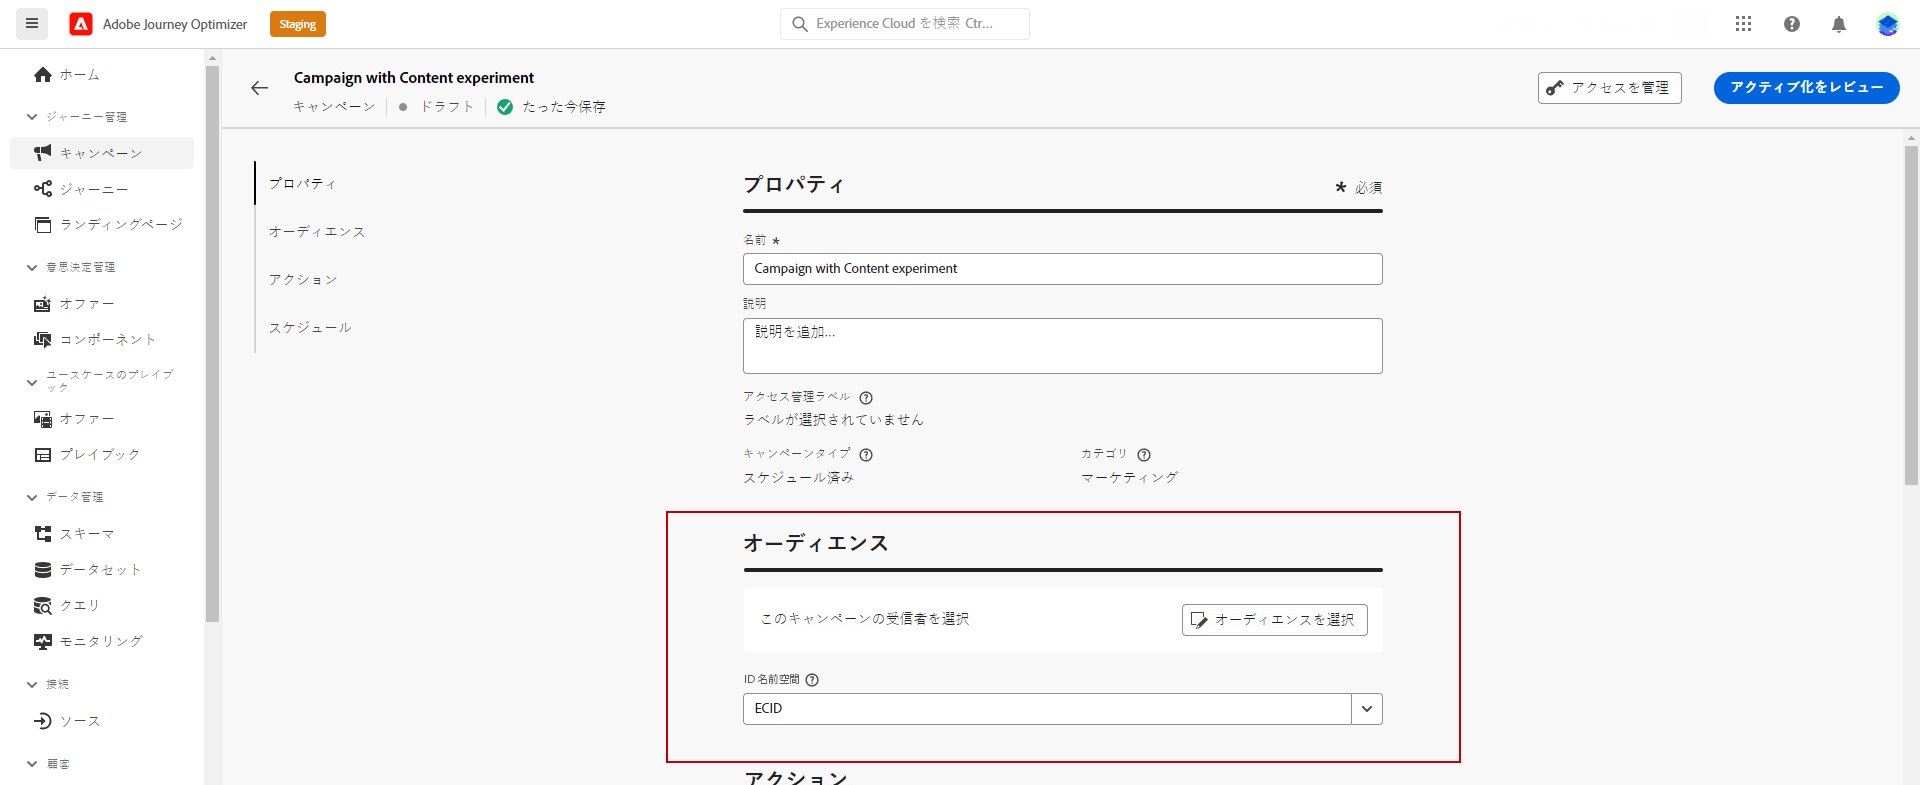 Adobe Journey Optimizer
Staging
Experience Cloud を検索 Ctr...
ホーム
ジャーニー管理
キャンペーン
ジャーニー
ランディングページ
意思決定管理
オファー
コンポーネント
ユースケースのプレイブ
ック
オファー
プレイブック
データ管理
スキーマ
データセット
クエリ
モニタリング
接続
ソース
顧客
Campaign with Content experiment
キャンペーン
ドラフト
たった今保存
アクセスを管理
アクティブ化をレビュー
プロパティ
オーディエンス
アクション
スケジュール
プロパティ
* 必須
名前 *
Campaign with Content experiment
説明
説明を追加...
アクセス管理ラベル
ラベルが選択されていません
キャンペーンタイプ
スケジュール済み
カテゴリ
マーケティング
オーディエンス
このキャンペーンの受信者を選択
オーディエンスを選択
ID 名前空間
ECID
アクション